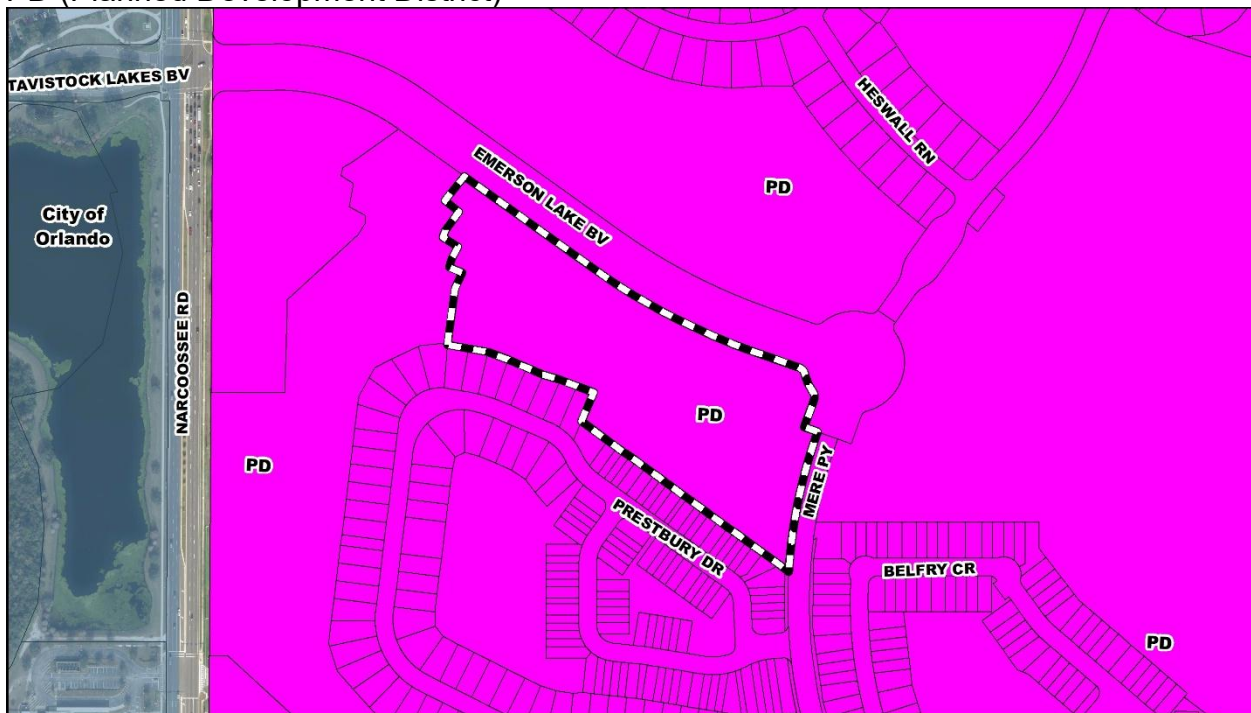 PD (Planned Development District)
TAVISTOCK LAKES BV
HESWALL RN
EMERSON LAKE BV
PD
City of
Orlando
NARCOOSSEE RD
PD
MERE PY
PD
PRESTBURY DR
BELFRY CR
PD